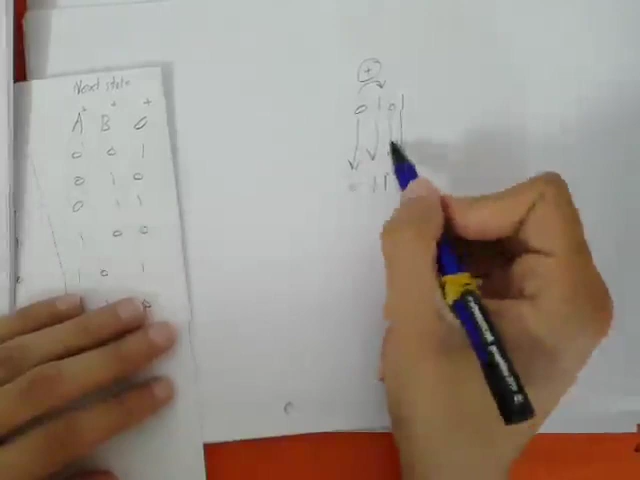 Next state
A⁺ B⁺ 0⁺
0 0 1
0 1 0
0 1 1
1 0 0
1 0 1
+
0 1 0 1